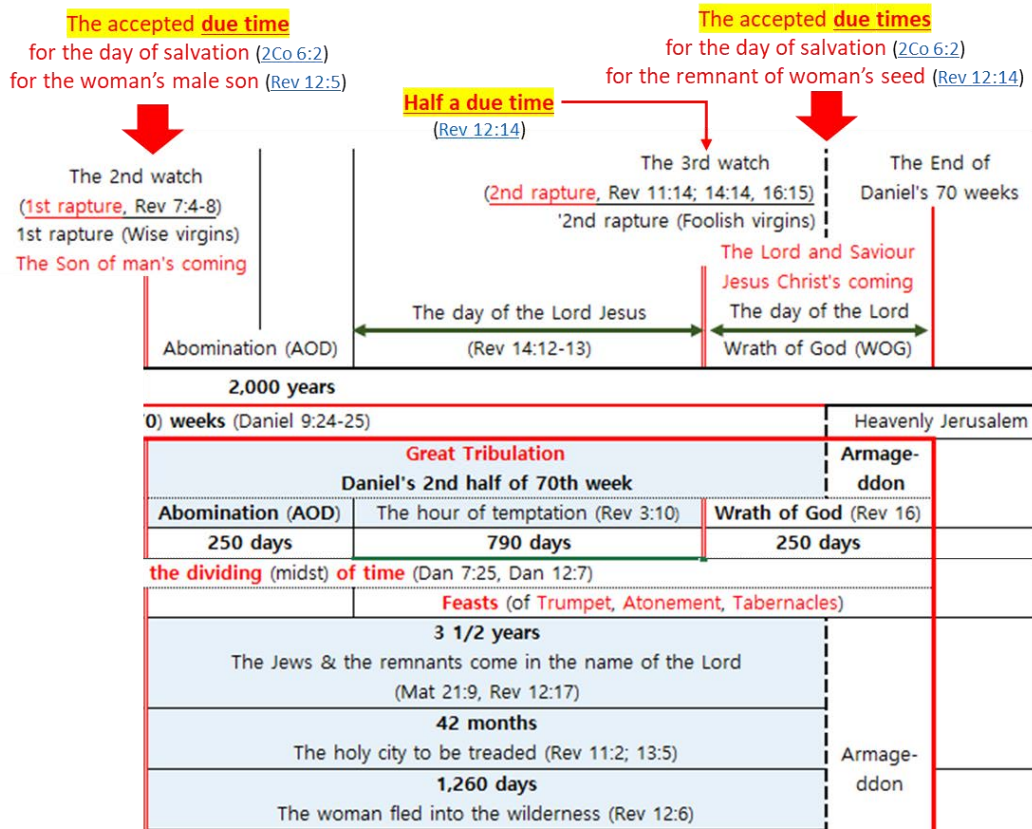 The accepted due time
for the day of salvation (2Co 6:2)
for the woman's male son (Rev 12:5)
The accepted due times
for the day of salvation (2Co 6:2)
for the remnant of woman's seed (Rev 12:14)
Half a due time
(Rev 12:14)
The 2nd watch
(1st rapture, Rev 7:4-8)
1st rapture (Wise virgins)
The Son of man's coming
The 3rd watch
(2nd rapture, Rev 11:14; 14:14, 16:15)
'2nd rapture (Foolish virgins)
The End of
Daniel's 70 weeks
The Lord and Saviour
Jesus Christ's coming
The day of the Lord Jesus
The day of the Lord
Abomination (AOD)
(Rev 14:12-13)
Wrath of God (WOG)
2,000 years
0) weeks (Daniel 9:24-25)
Heavenly Jerusalem
Great Tribulation
Daniel's 2nd half of 70th week
Armage-
ddon
Abomination (AOD)
The hour of temptation (Rev 3:10)
Wrath of God (Rev 16)
250 days
790 days
250 days
the dividing (midst) of time (Dan 7:25, Dan 12:7)
Feasts (of Trumpet, Atonement, Tabernacles)
3 1/2 years
The Jews & the remnants come in the name of the Lord
(Mat 21:9, Rev 12:17)
42 months
The holy city to be treaded (Rev 11:2; 13:5)
1,260 days
The woman fled into the wilderness (Rev 12:6)
Armage-
ddon